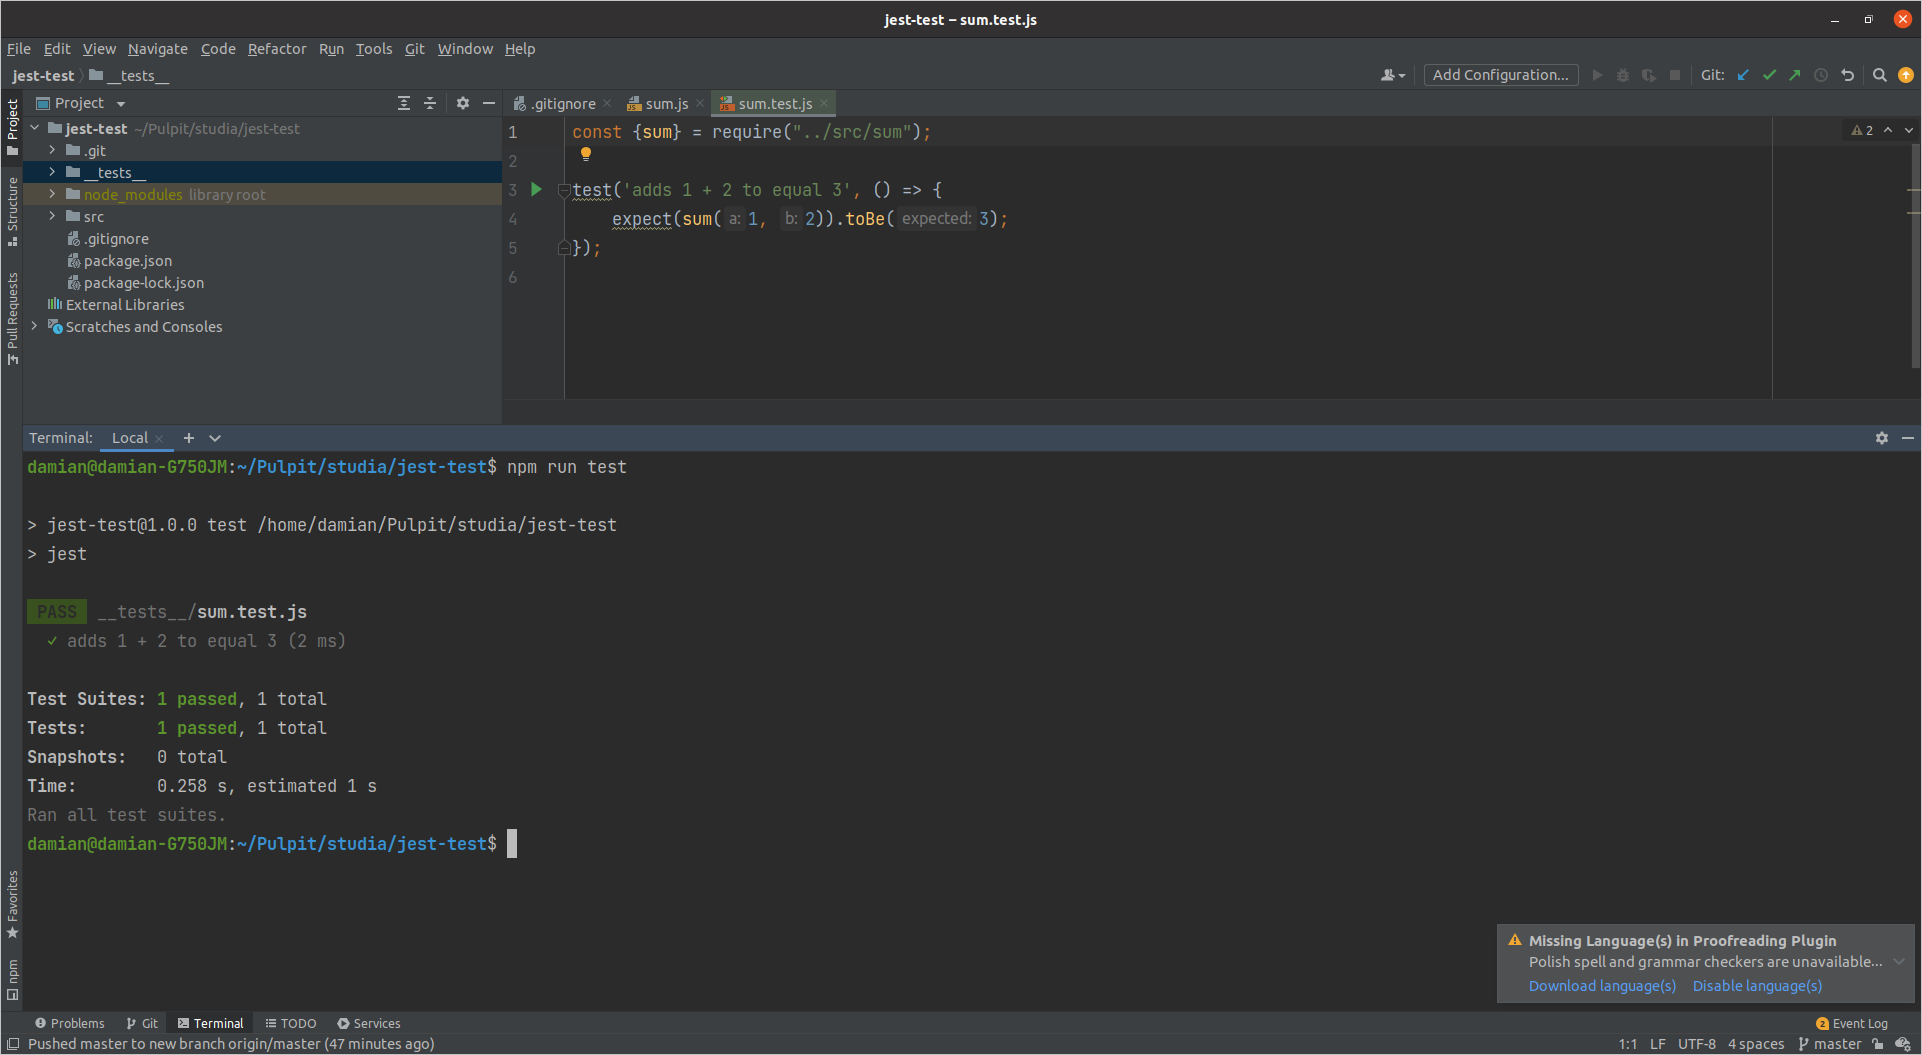 jest-test – sum.test.js
File Edit View Navigate Code Refactor Run Tools Git Window Help
jest-test __tests__ Add Configuration... Git:
Project
.gitignore sum.js sum.test.js
Project
Structure
Pull Requests
Favorites
npm
jest-test ~/Pulpit/studia/jest-test
.git
__tests__
node_modules library root
src
.gitignore
package.json
package-lock.json
External Libraries
Scratches and Consoles
1 const {sum} = require("../src/sum");
2
3 test('adds 1 + 2 to equal 3', () => {
4 expect(sum( a: 1, b: 2)).toBe( expected: 3);
5 });
6
2
Terminal: Local
damian@damian-G750JM:~/Pulpit/studia/jest-test$ npm run test
> jest-test@1.0.0 test /home/damian/Pulpit/studia/jest-test
> jest
PASS __tests__/sum.test.js
✓ adds 1 + 2 to equal 3 (2 ms)
Test Suites: 1 passed, 1 total
Tests: 1 passed, 1 total
Snapshots: 0 total
Time: 0.258 s, estimated 1 s
Ran all test suites.
damian@damian-G750JM:~/Pulpit/studia/jest-test$
Missing Language(s) in Proofreading Plugin
Polish spell and grammar checkers are unavailable...
Download language(s) Disable language(s)
Problems Git Terminal TODO Services 2 Event Log
Pushed master to new branch origin/master (47 minutes ago) 1:1 LF UTF-8 4 spaces master